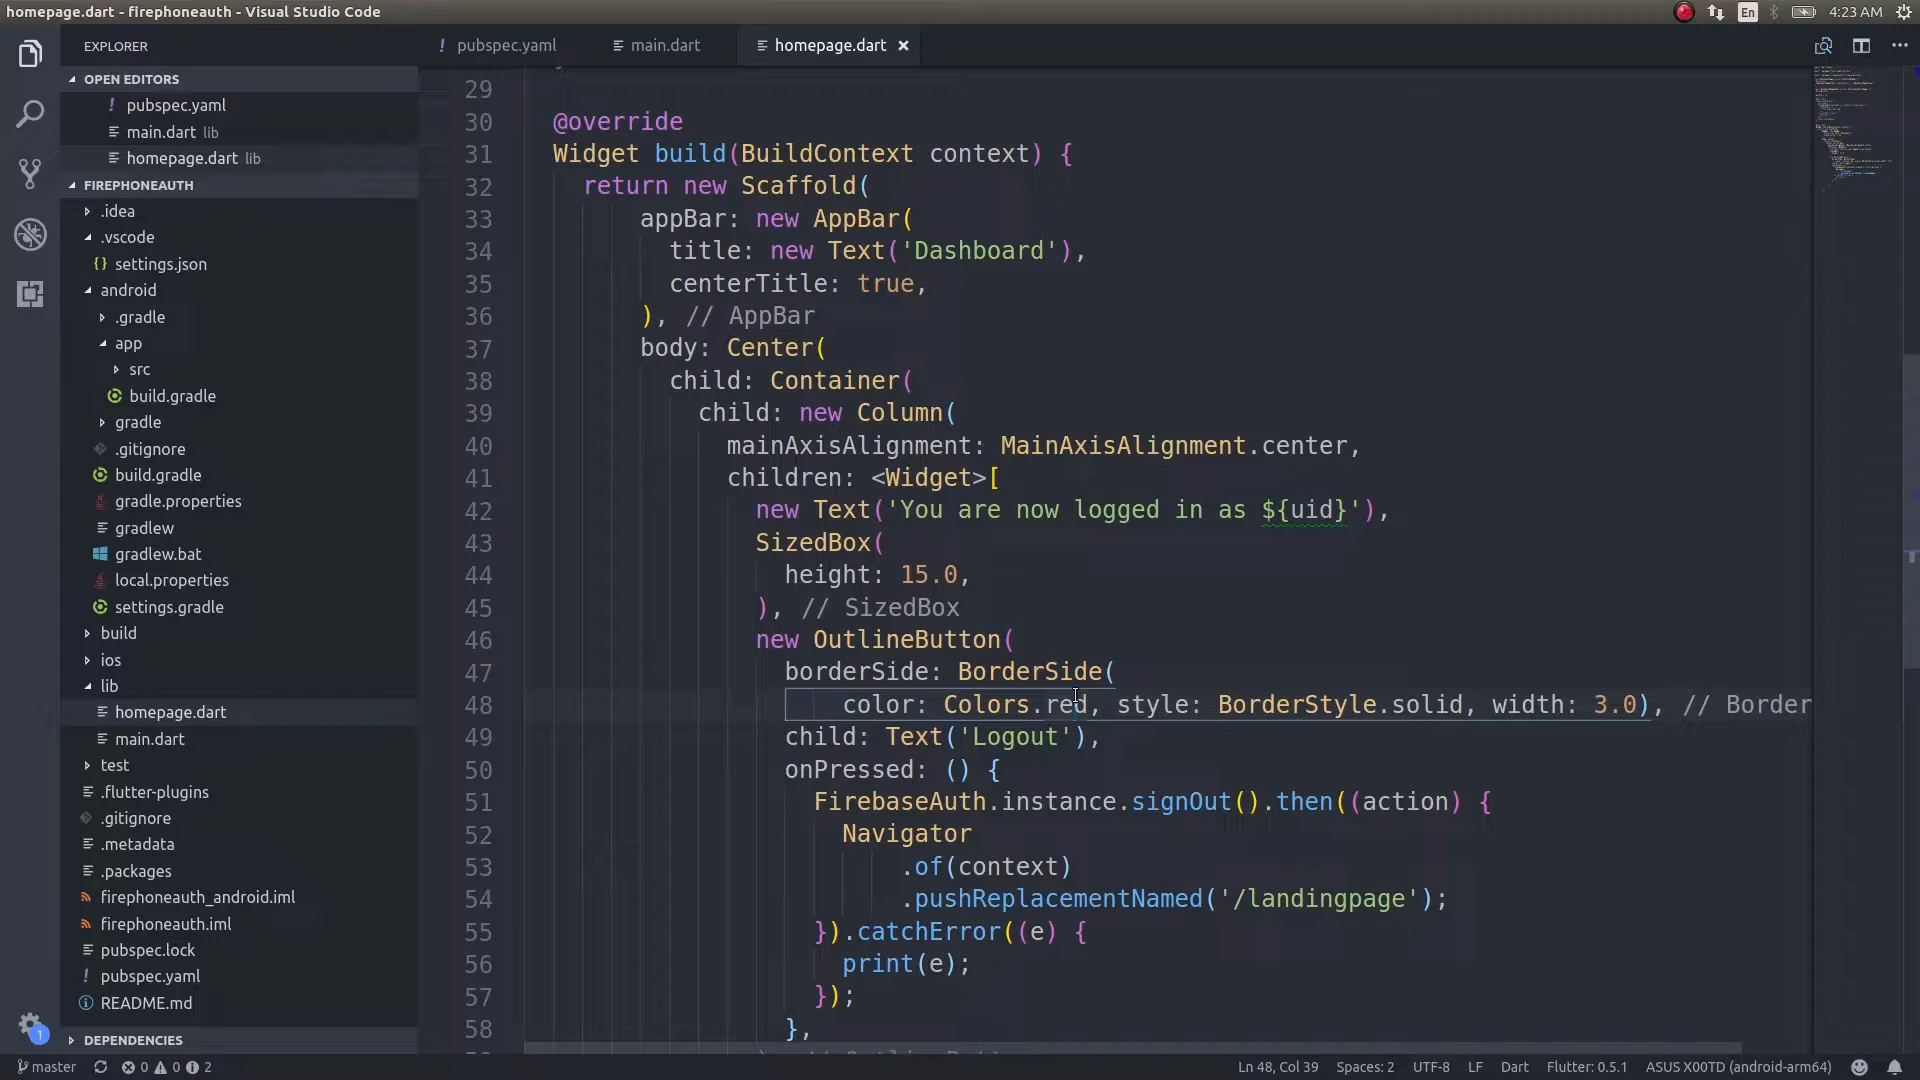 homepage.dart - firephoneauth - Visual Studio Code
En
4:23 AM
EXPLORER
OPEN EDITORS
! pubspec.yaml
main.dart lib
homepage.dart lib
FIREPHONEAUTH
.idea
.vscode
{} settings.json
android
.gradle
app
src
build.gradle
gradle
.gitignore
build.gradle
gradle.properties
gradlew
gradlew.bat
local.properties
settings.gradle
build
ios
lib
homepage.dart
main.dart
test
.flutter-plugins
.gitignore
.metadata
.packages
firephoneauth_android.iml
firephoneauth.iml
pubspec.lock
! pubspec.yaml
README.md
DEPENDENCIES
1
! pubspec.yaml
main.dart
homepage.dart ×
29
30 @override
31 Widget build(BuildContext context) {
32 return new Scaffold(
33 appBar: new AppBar(
34 title: new Text('Dashboard'),
35 centerTitle: true,
36 ), // AppBar
37 body: Center(
38 child: Container(
39 child: new Column(
40 mainAxisAlignment: MainAxisAlignment.center,
41 children: <Widget>[
42 new Text('You are now logged in as ${uid}'),
43 SizedBox(
44 height: 15.0,
45 ), // SizedBox
46 new OutlineButton(
47 borderSide: BorderSide(
48 color: Colors.red, style: BorderStyle.solid, width: 3.0), // Border
49 child: Text('Logout'),
50 onPressed: () {
51 FirebaseAuth.instance.signOut().then((action) {
52 Navigator
53 .of(context)
54 .pushReplacementNamed('/landingpage');
55 }).catchError((e) {
56 print(e);
57 });
58 },
master
0 0 2
Ln 48, Col 39
Spaces: 2
UTF-8
LF
Dart
Flutter: 0.5.1
ASUS X00TD (android-arm64)